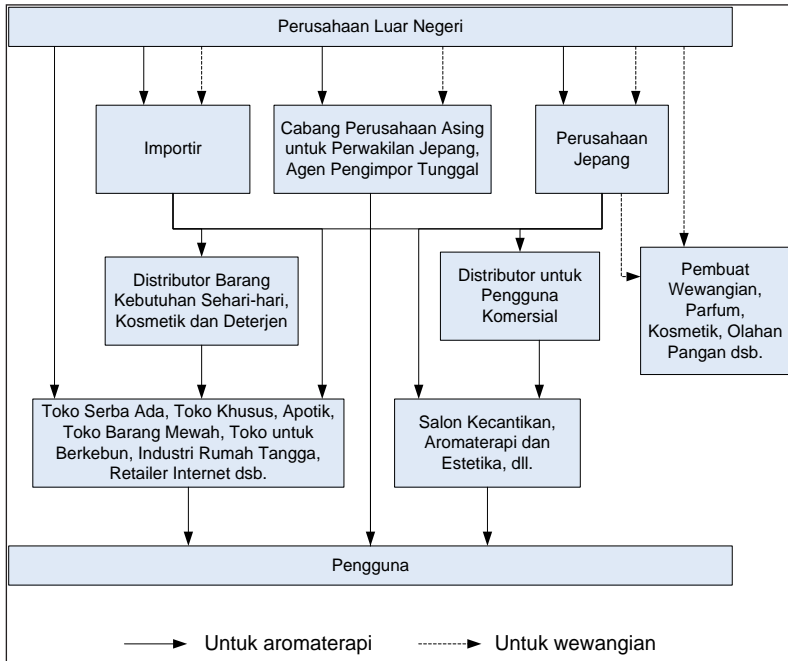 Perusahaan Luar Negeri
Importir
Cabang Perusahaan Asing
untuk Perwakilan Jepang,
Agen Pengimpor Tunggal
Perusahaan
Jepang
Distributor Barang
Kebutuhan Sehari-hari,
Kosmetik dan Deterjen
Distributor untuk
Pengguna
Komersial
Pembuat
Wewangian,
Parfum,
Kosmetik, Olahan
Pangan dsb.
Toko Serba Ada, Toko Khusus, Apotik,
Toko Barang Mewah, Toko untuk
Berkebun, Industri Rumah Tangga,
Retailer Internet dsb.
Salon Kecantikan,
Aromaterapi dan
Estetika, dll.
Pengguna
Untuk aromaterapi
Untuk wewangian